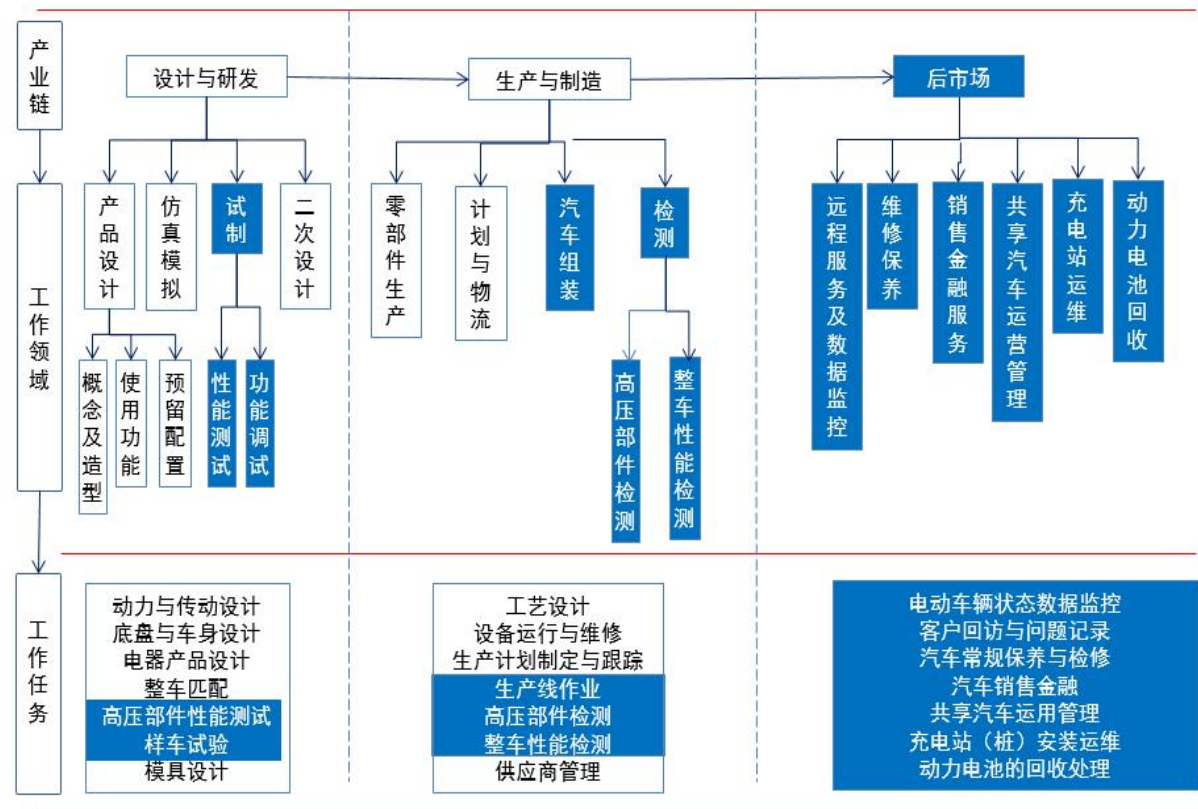 产业链
设计与研发
生产与制造
后市场
工作领域
产品设计
仿真模拟
试制
二次设计
零部件生产
计划与物流
汽车组装
检测
远程服务及数据监控
维修保养
销售金融服务
共享汽车运营管理
充电站运维
动力电池回收
概念及造型
使用功能
预留配置
性能测试
功能调试
高压部件检测
整车性能检测
工作任务
动力与传动设计
底盘与车身设计
电器产品设计
整车匹配
高压部件性能测试
样车试验
模具设计
工艺设计
设备运行与维修
生产计划制定与跟踪
生产线作业
高压部件检测
整车性能检测
供应商管理
电动车辆状态数据监控
客户回访与问题记录
汽车常规保养与检修
汽车销售金融
共享汽车运用管理
充电站（桩）安装运维
动力电池的回收处理